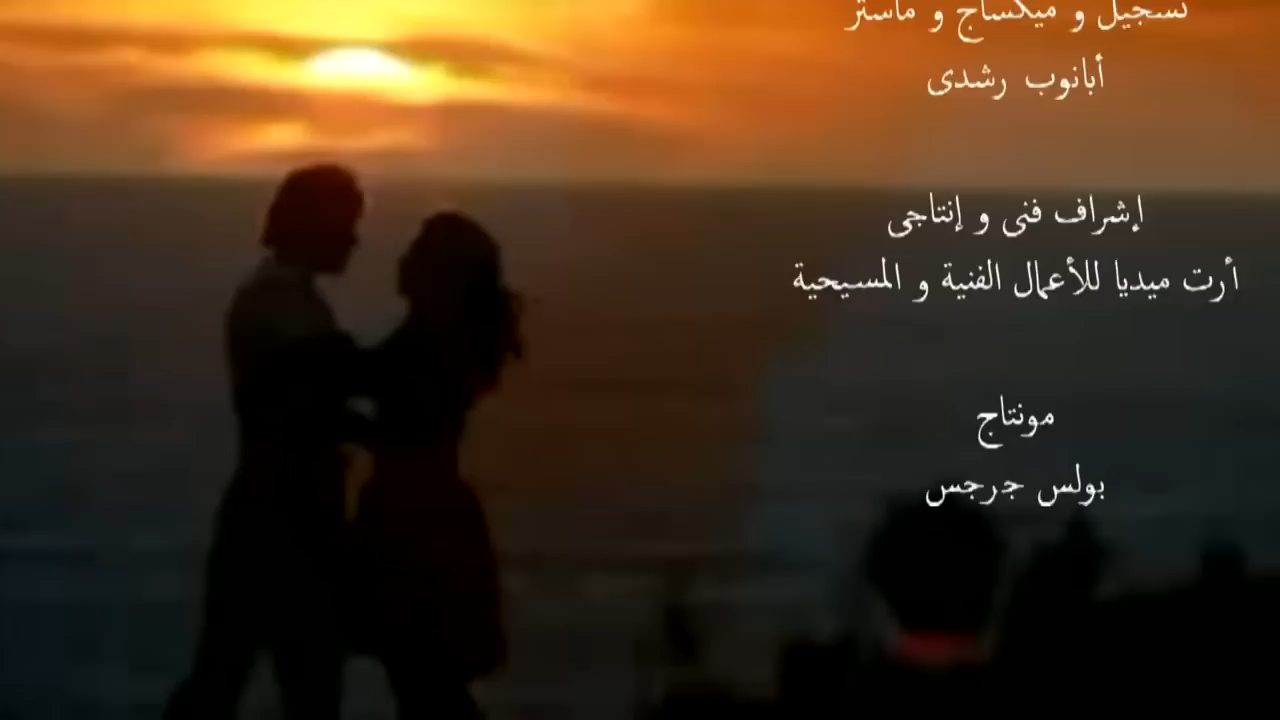 تسجيل و ميكساج و ماستر
أبانوب رشدى
إشراف فنى و إنتاجى
أرت ميديا للأعمال الفنية و المسيحية
مونتاج
بولس جرجس